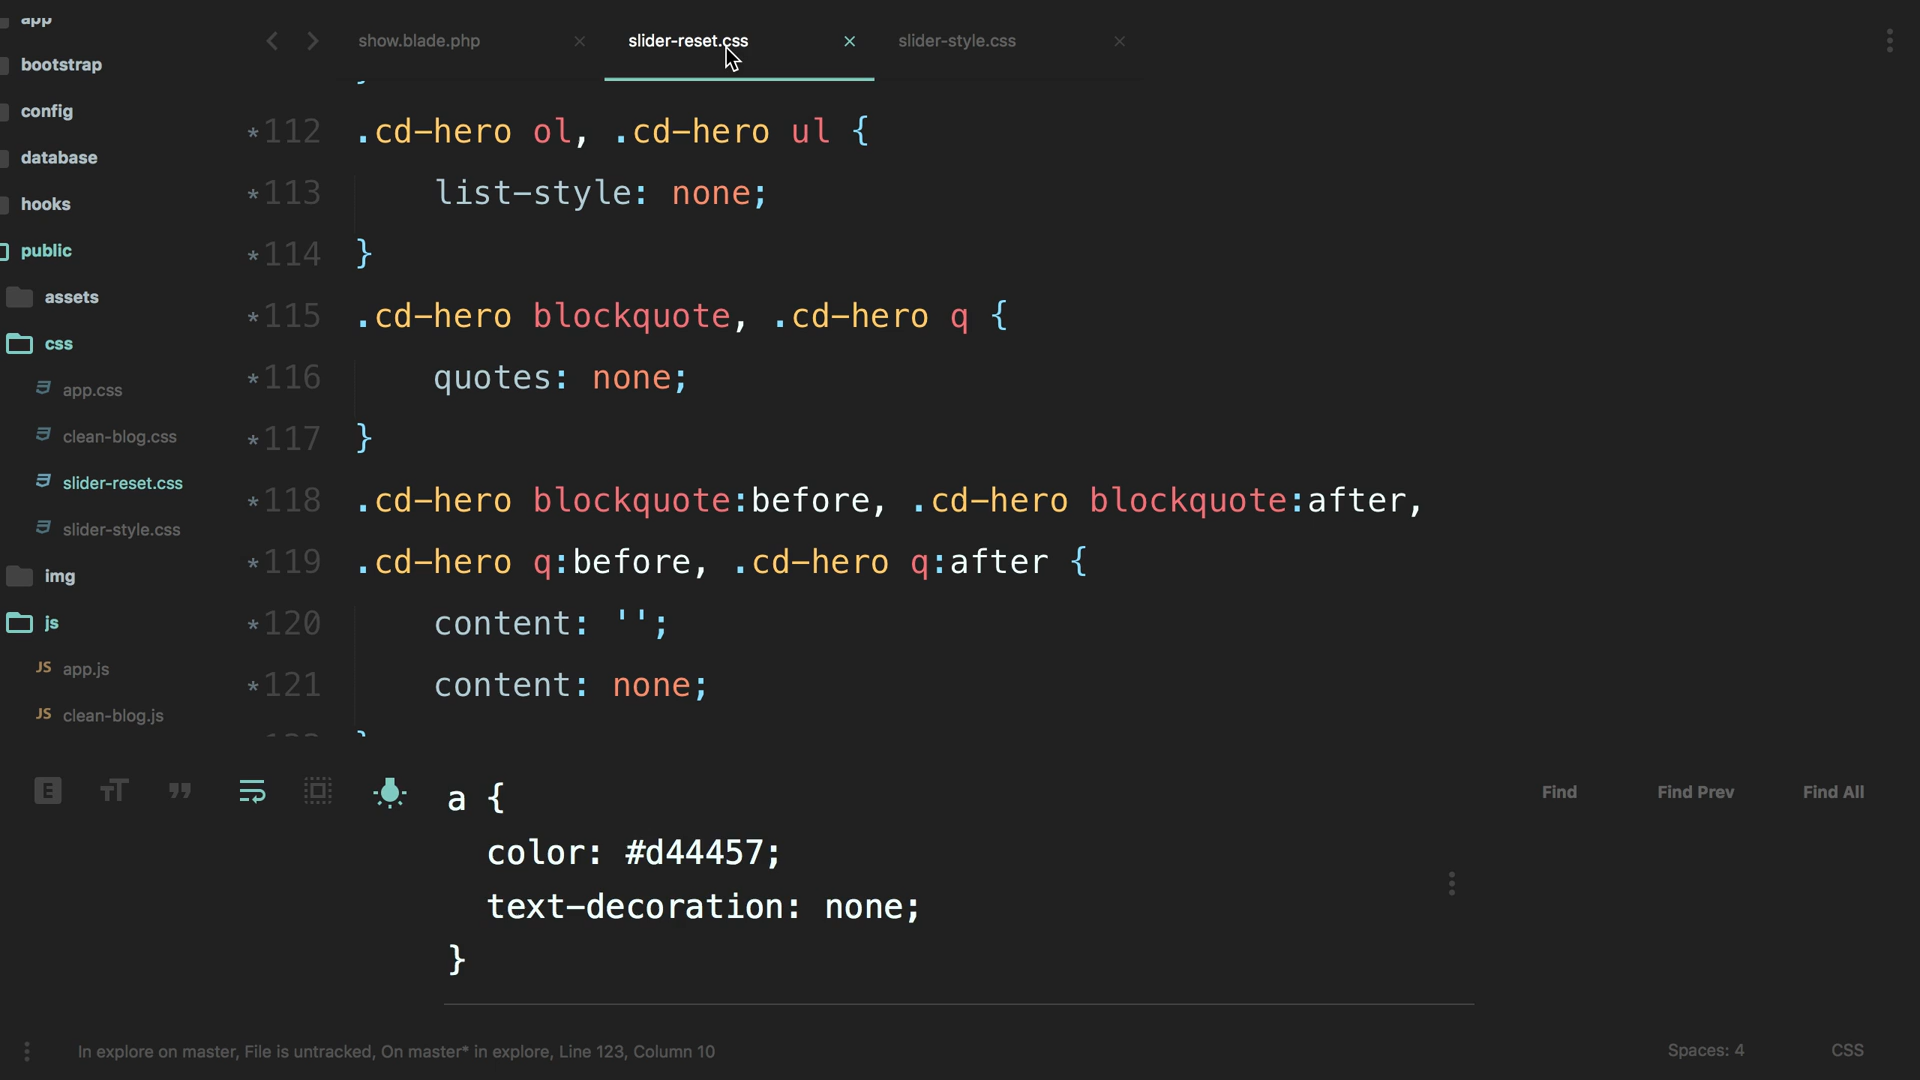 app
bootstrap
config
database
hooks
public
assets
css
app.css
clean-blog.css
slider-reset.css
slider-style.css
img
js
JS app.js
JS clean-blog.js
show.blade.php
slider-reset.css
slider-style.css
*112 .cd-hero ol, .cd-hero ul {
*113 list-style: none;
*114 }
*115 .cd-hero blockquote, .cd-hero q {
*116 quotes: none;
*117 }
*118 .cd-hero blockquote:before, .cd-hero blockquote:after,
*119 .cd-hero q:before, .cd-hero q:after {
*120 content: '';
*121 content: none;
a {
color: #d44457;
text-decoration: none;
}
Find Find Prev Find All
In explore on master, File is untracked, On master* in explore, Line 123, Column 10
Spaces: 4 CSS